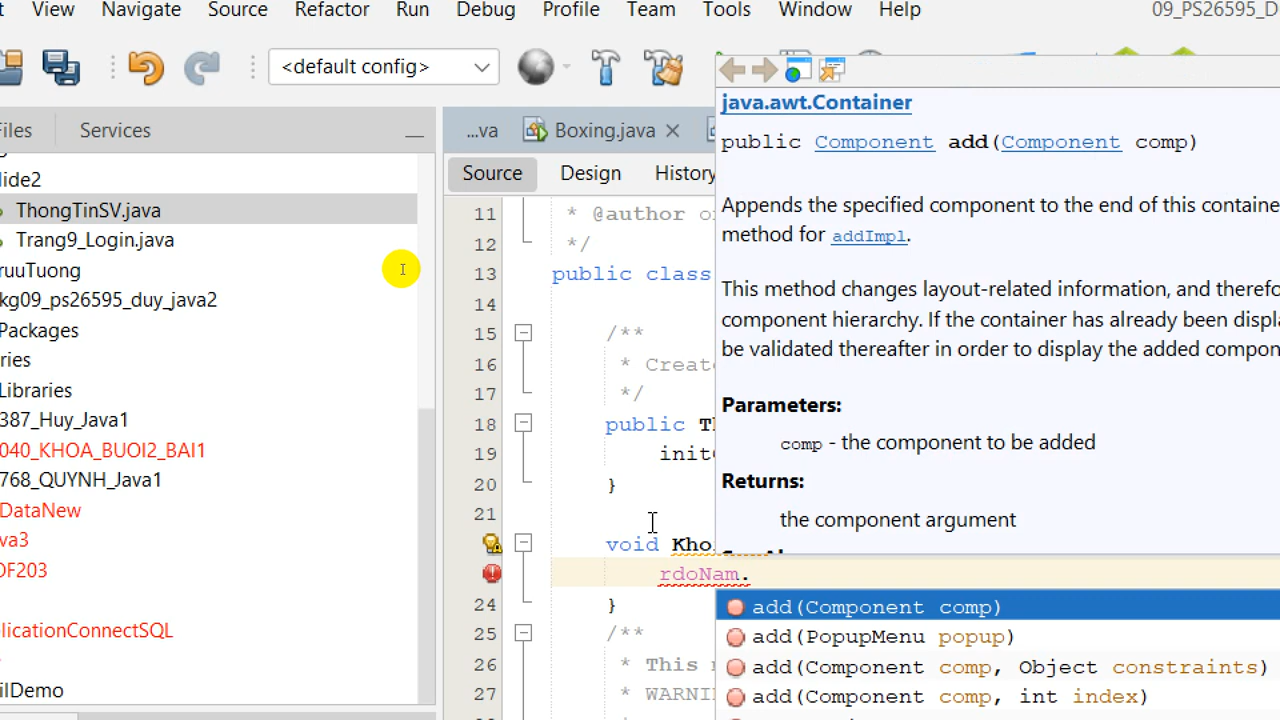 View Navigate Source Refactor Run Debug Profile Team Tools Window Help 09_PS26595_D
<default config>
iles Services
lide2
ThongTinSV.java
Trang9_Login.java
ruuTuong
kg09_ps26595_duy_java2
Packages
ries
Libraries
387_Huy_Java1
040_KHOA_BUOI2_BAI1
768_QUYNH_Java1
DataNew
va3
OF203
licationConnectSQL
ilDemo
...va Boxing.java
Source Design History
11 * @author o
12 */
13 public class
14
15 /**
16 * Creat
17 */
18 public T
19 init
20 }
21
void Kho
rdoNam.
24 }
25 /**
26 * This
27 * WARNI
java.awt.Container
public Component add(Component comp)
Appends the specified component to the end of this containe
method for addImpl.
This method changes layout-related information, and therefo
component hierarchy. If the container has already been displ
be validated thereafter in order to display the added compon
Parameters:
comp - the component to be added
Returns:
the component argument
add(Component comp)
add(PopupMenu popup)
add(Component comp, Object constraints)
add(Component comp, int index)